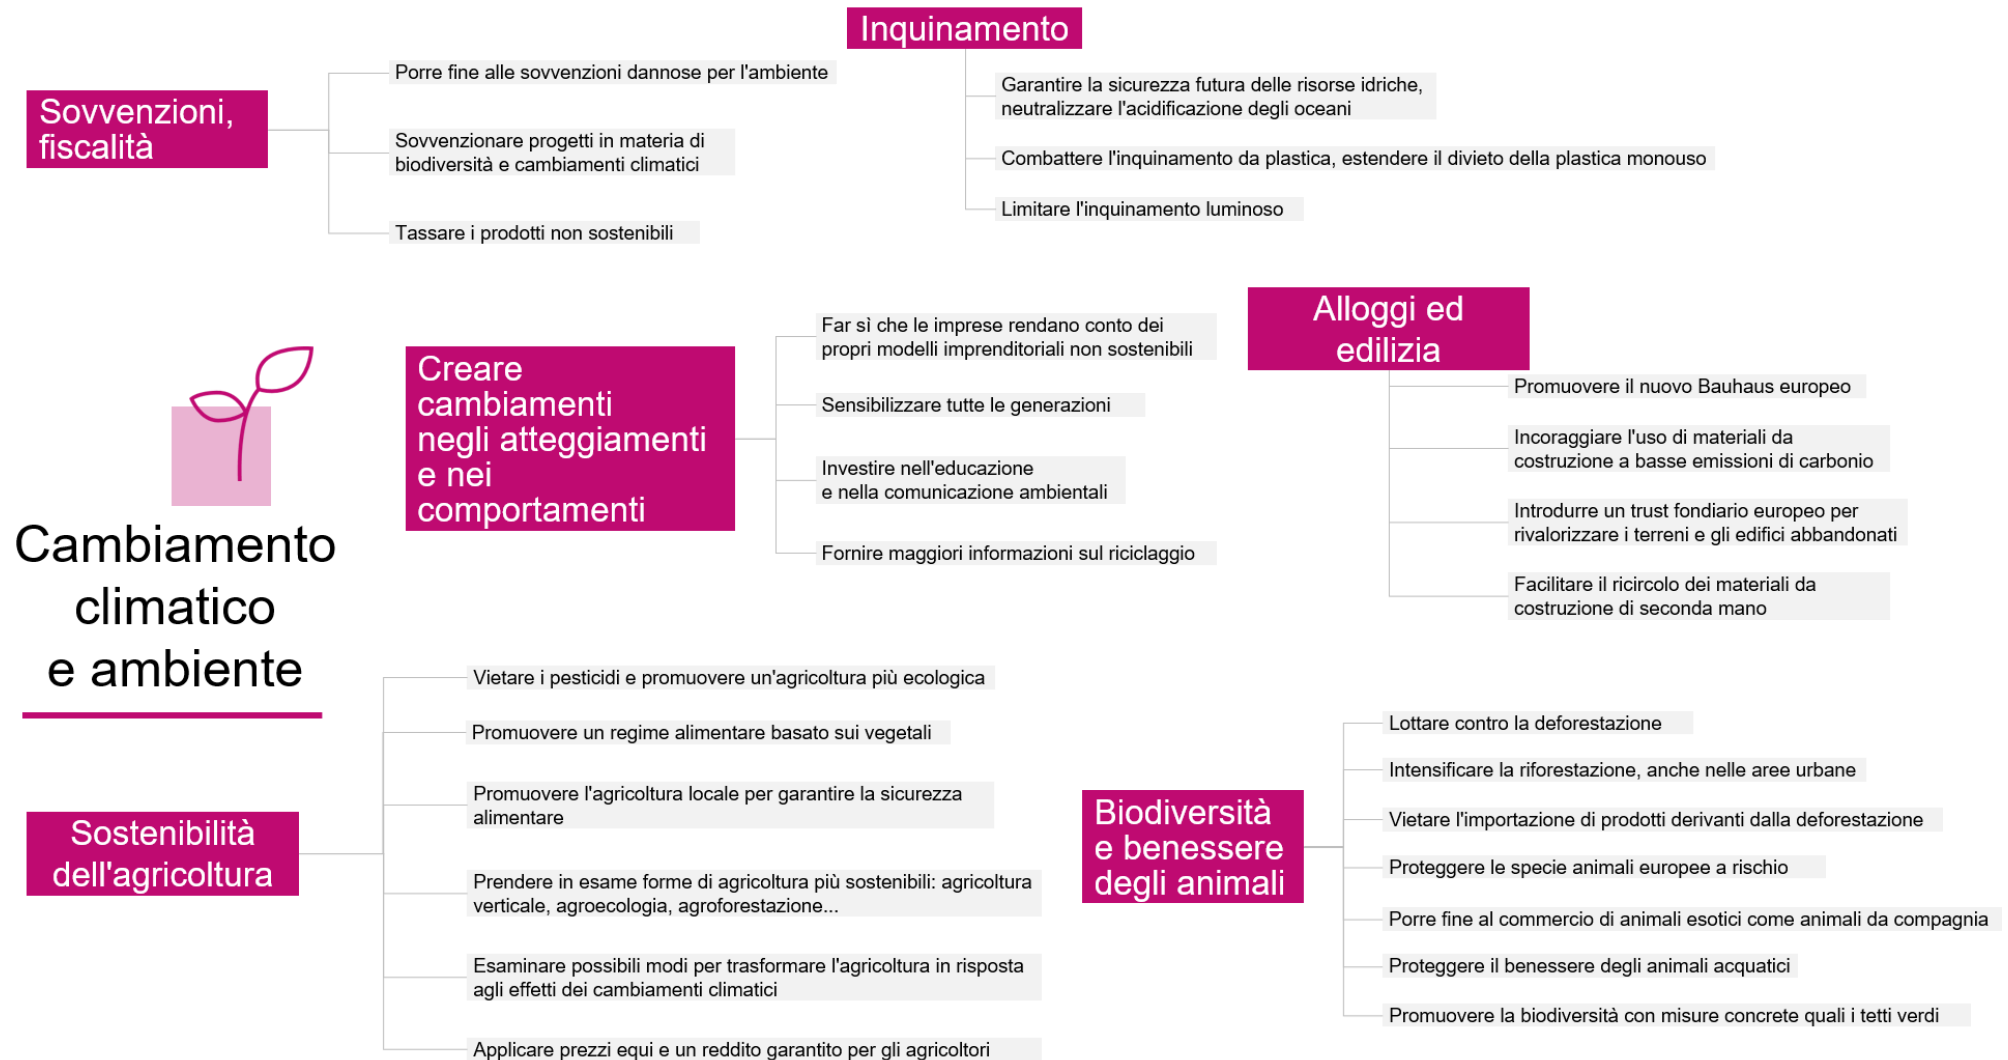 Inquinamento
Garantire la sicurezza futura delle risorse idriche,
neutralizzare l'acidificazione degli oceani
Combattere l'inquinamento da plastica, estendere il divieto della plastica monouso
Limitare l'inquinamento luminoso
Sovvenzioni,
fiscalità
Porre fine alle sovvenzioni dannose per l'ambiente
Sovvenzionare progetti in materia di
biodiversità e cambiamenti climatici
Tassare i prodotti non sostenibili
Cambiamento
climatico
e ambiente
Creare
cambiamenti
negli atteggiamenti
e nei
comportamenti
Far sì che le imprese rendano conto dei
propri modelli imprenditoriali non sostenibili
Sensibilizzare tutte le generazioni
Investire nell'educazione
e nella comunicazione ambientali
Fornire maggiori informazioni sul riciclaggio
Alloggi ed
edilizia
Promuovere il nuovo Bauhaus europeo
Incoraggiare l'uso di materiali da
costruzione a basse emissioni di carbonio
Introdurre un trust fondiario europeo per
rivalorizzare i terreni e gli edifici abbandonati
Facilitare il ricircolo dei materiali da
costruzione di seconda mano
Sostenibilità
dell'agricoltura
Vietare i pesticidi e promuovere un'agricoltura più ecologica
Promuovere un regime alimentare basato sui vegetali
Promuovere l'agricoltura locale per garantire la sicurezza
alimentare
Prendere in esame forme di agricoltura più sostenibili: agricoltura
verticale, agroecologia, agroforestazione...
Esaminare possibili modi per trasformare l'agricoltura in risposta
agli effetti dei cambiamenti climatici
Applicare prezzi equi e un reddito garantito per gli agricoltori
Biodiversità
e benessere
degli animali
Lottare contro la deforestazione
Intensificare la riforestazione, anche nelle aree urbane
Vietare l'importazione di prodotti derivanti dalla deforestazione
Proteggere le specie animali europee a rischio
Porre fine al commercio di animali esotici come animali da compagnia
Proteggere il benessere degli animali acquatici
Promuovere la biodiversità con misure concrete quali i tetti verdi